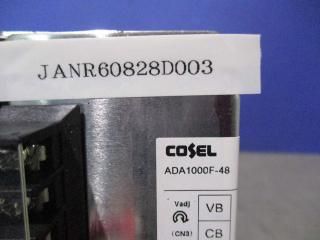 JANR60828D003
COSEL
ADA1000F-48
Vadj
VB
(CN3)
CB